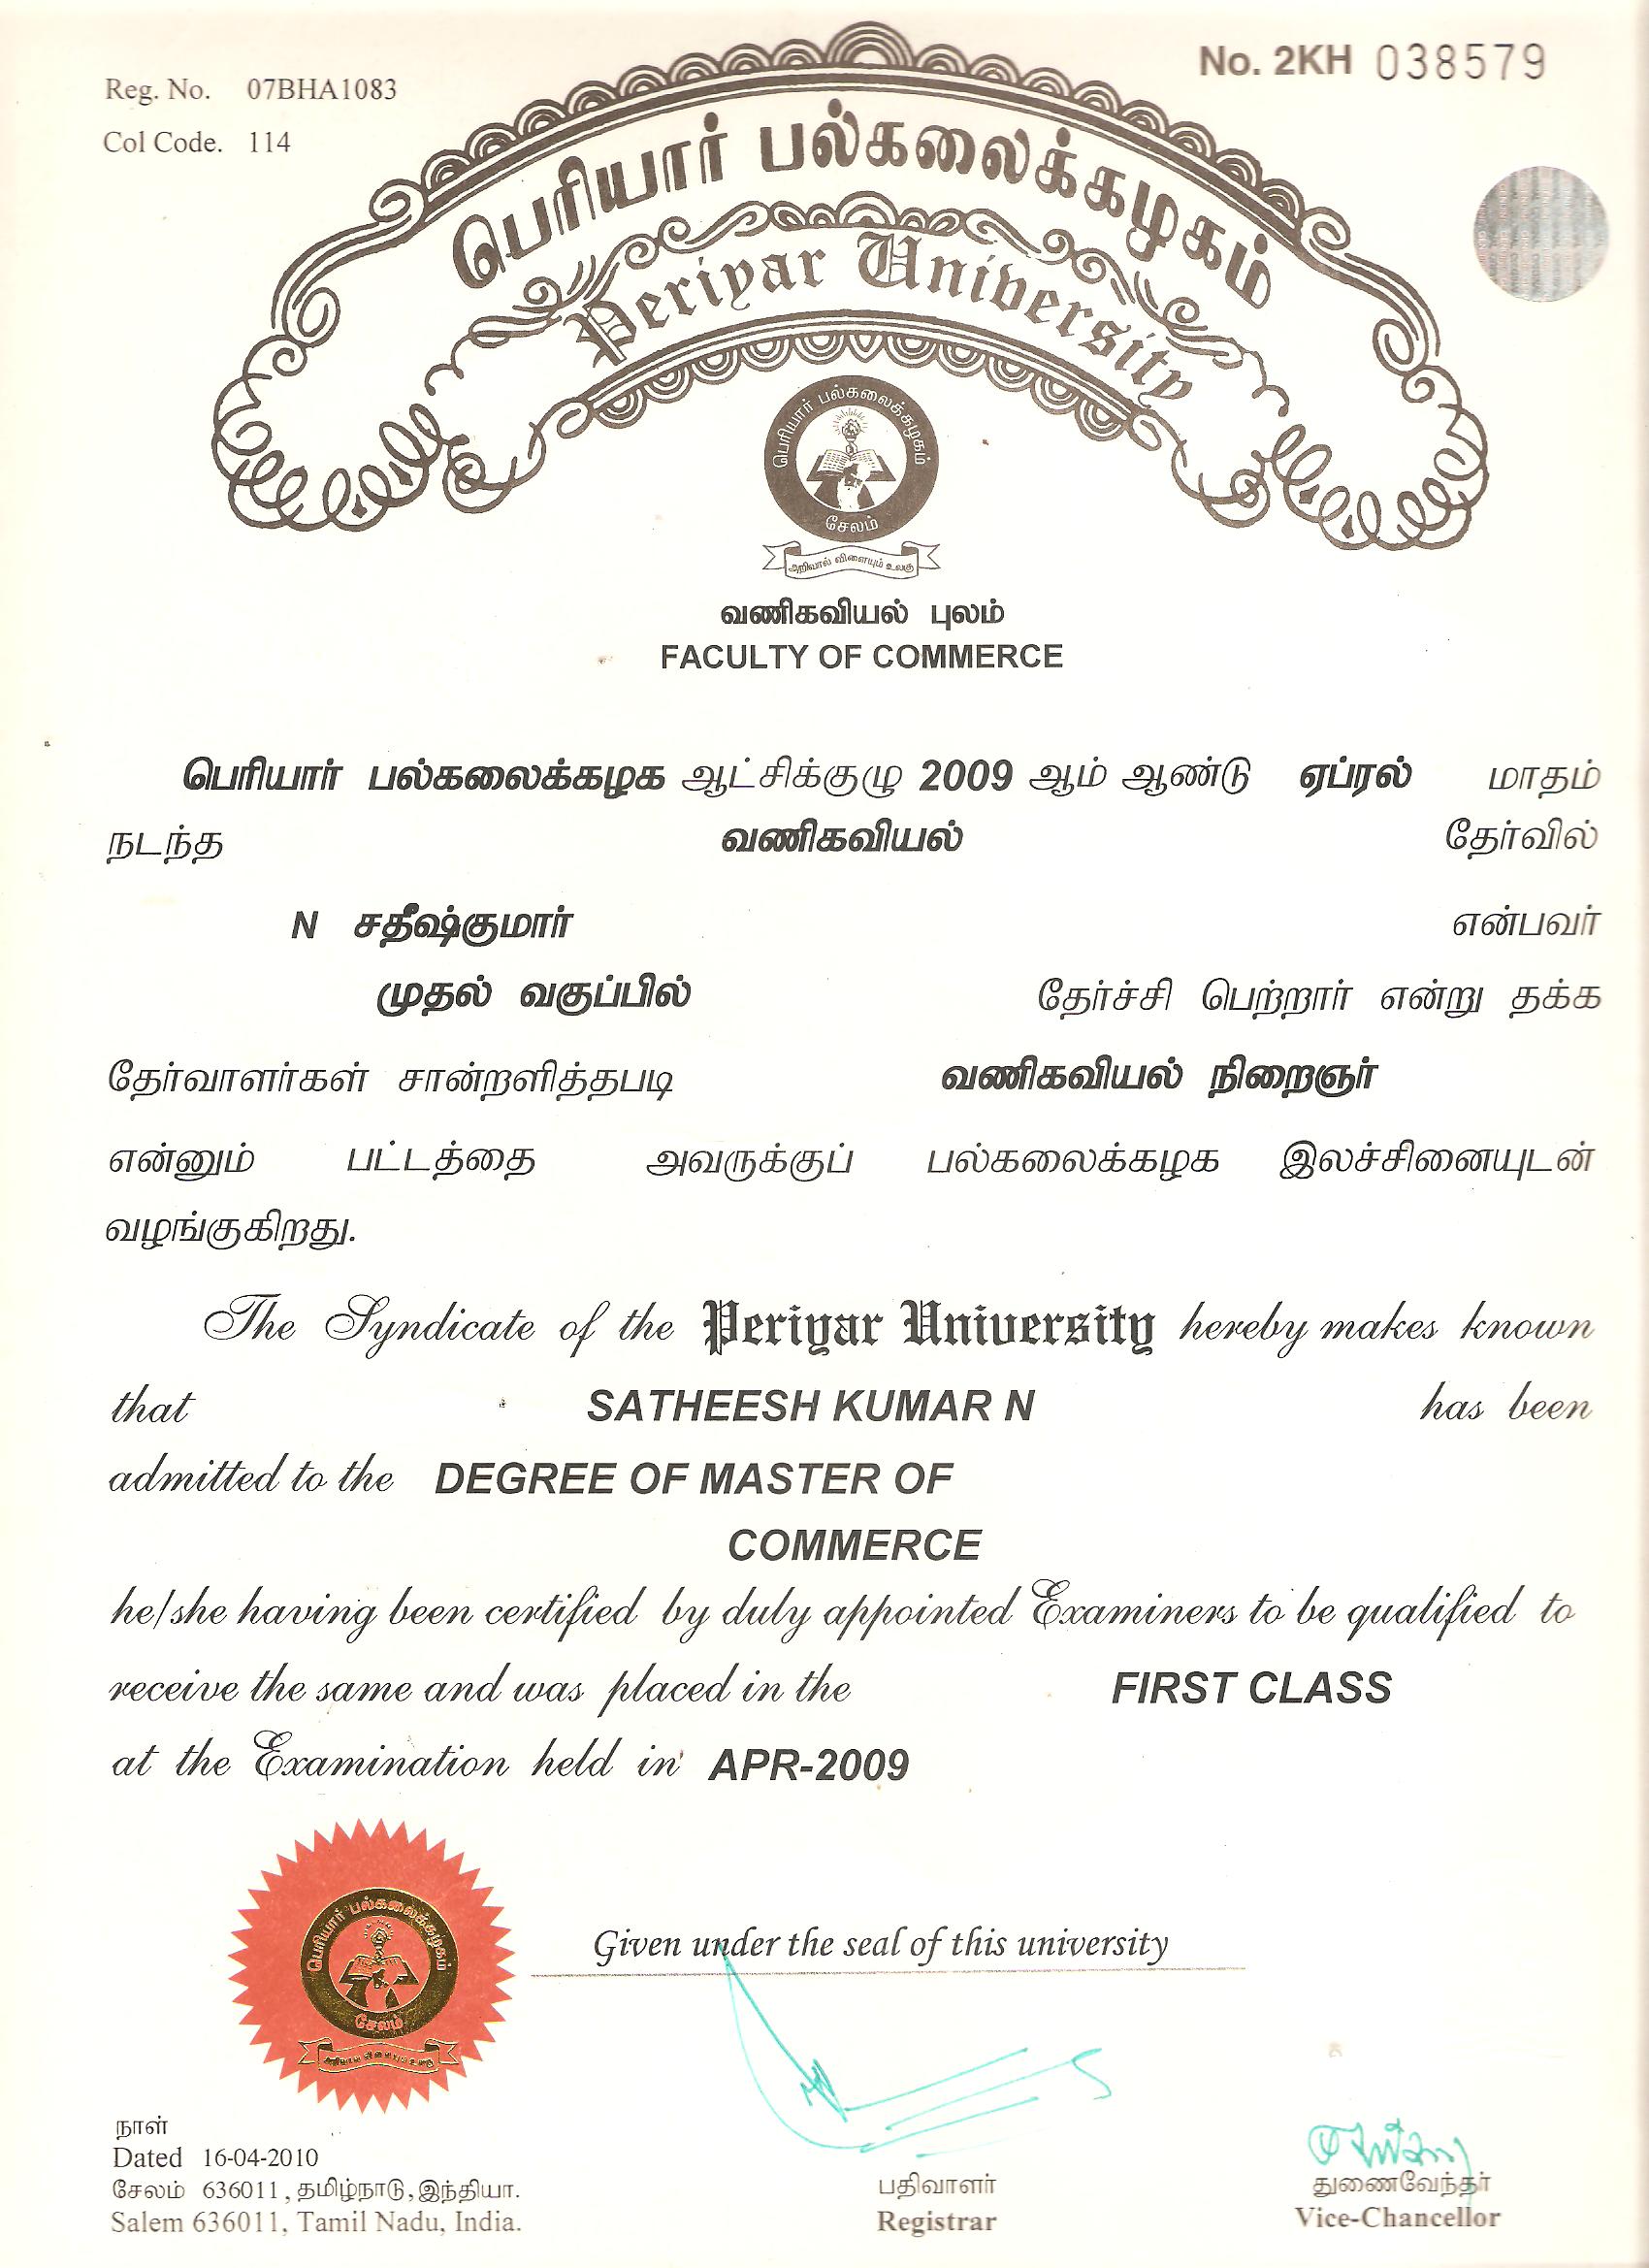 Reg. No. 07BHA1083
No. 2KH 038579
Col Code. 114
பெரியார் பல்கலைக்கழகம்
Periyar University
பெரியார் பல்கலைக்கழகம்
சேலம்
அறிவால் விளையும் உலகு
வணிகவியல் புலம்
FACULTY OF COMMERCE
பெரியார் பல்கலைக்கழக ஆட்சிக்குழு 2009 ஆம் ஆண்டு ஏப்ரல் மாதம்
நடந்த வணிகவியல் தேர்வில்
N சதீஷ்குமார் என்பவர்
முதல் வகுப்பில் தேர்ச்சி பெற்றார் என்று தக்க
தேர்வாளர்கள் சான்றளித்தபடி வணிகவியல் நிறைஞர்
என்னும் பட்டத்தை அவருக்குப் பல்கலைக்கழக இலச்சினையுடன்
வழங்குகிறது.
The Syndicate of the Periyar University hereby makes known
that SATHEESH KUMAR N has been
admitted to the DEGREE OF MASTER OF
COMMERCE
he/she having been certified by duly appointed Examiners to be qualified to
receive the same and was placed in the FIRST CLASS
at the Examination held in APR-2009
பெரியார் பல்கலைக்கழகம்
சேலம்
Given under the seal of this university
நாள்
Dated 16-04-2010
சேலம் 636011, தமிழ்நாடு, இந்தியா.
Salem 636011, Tamil Nadu, India.
பதிவாளர்
Registrar
துணைவேந்தர்
Vice-Chancellor